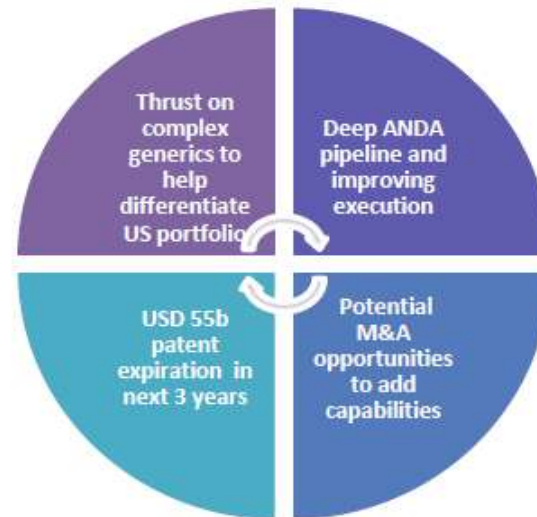 Thrust on
complex
generics to
help
differentiate
US portfolio
Deep ANDA
pipeline and
improving
execution
USD 55b
patent
expiration in
next 3 years
Potential
M&A
opportunities
to add
capabilities